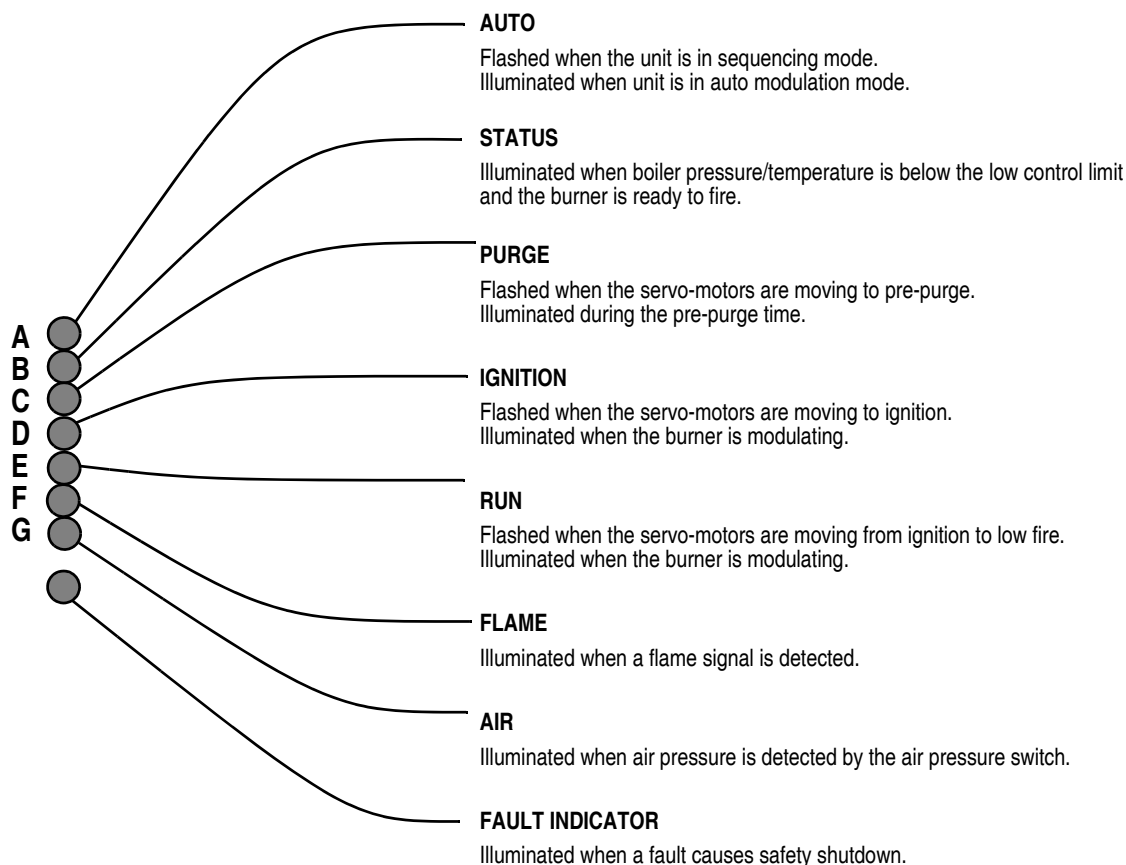 AUTO
Flashed when the unit is in sequencing mode.
Illuminated when unit is in auto modulation mode.
STATUS
Illuminated when boiler pressure/temperature is below the low control limit
and the burner is ready to fire.
PURGE
Flashed when the servo-motors are moving to pre-purge.
Illuminated during the pre-purge time.
A
B
C
D
E
F
G
IGNITION
Flashed when the servo-motors are moving to ignition.
Illuminated when the burner is modulating.
RUN
Flashed when the servo-motors are moving from ignition to low fire.
Illuminated when the burner is modulating.
FLAME
Illuminated when a flame signal is detected.
AIR
Illuminated when air pressure is detected by the air pressure switch.
FAULT INDICATOR
Illuminated when a fault causes safety shutdown.